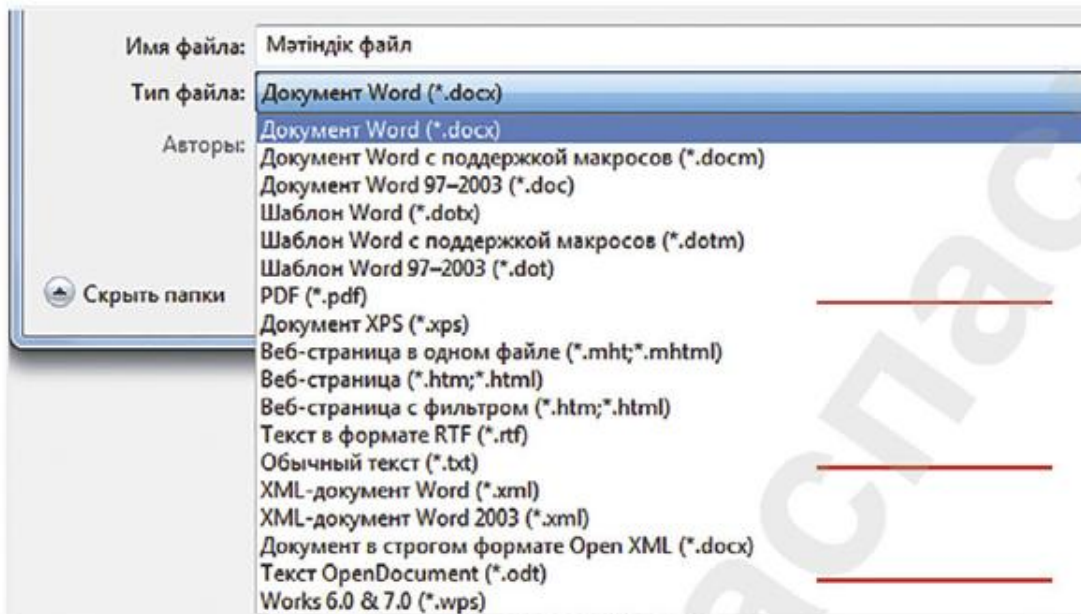 Имя файла: Мәтіндік файл
Тип файла: Документ Word (*.docx)
Авторы:
Документ Word (*.docx)
Документ Word с поддержкой макросов (*.docm)
Документ Word 97–2003 (*.doc)
Шаблон Word (*.dotx)
Шаблон Word с поддержкой макросов (*.dotm)
Шаблон Word 97–2003 (*.dot)
Скрыть папки
PDF (*.pdf)
Документ XPS (*.xps)
Веб-страница в одном файле (*.mht;*.mhtml)
Веб-страница (*.htm;*.html)
Веб-страница с фильтром (*.htm;*.html)
Текст в формате RTF (*.rtf)
Обычный текст (*.txt)
XML-документ Word (*.xml)
XML-документ Word 2003 (*.xml)
Документ в строгом формате Open XML (*.docx)
Текст OpenDocument (*.odt)
Works 6.0 & 7.0 (*.wps)